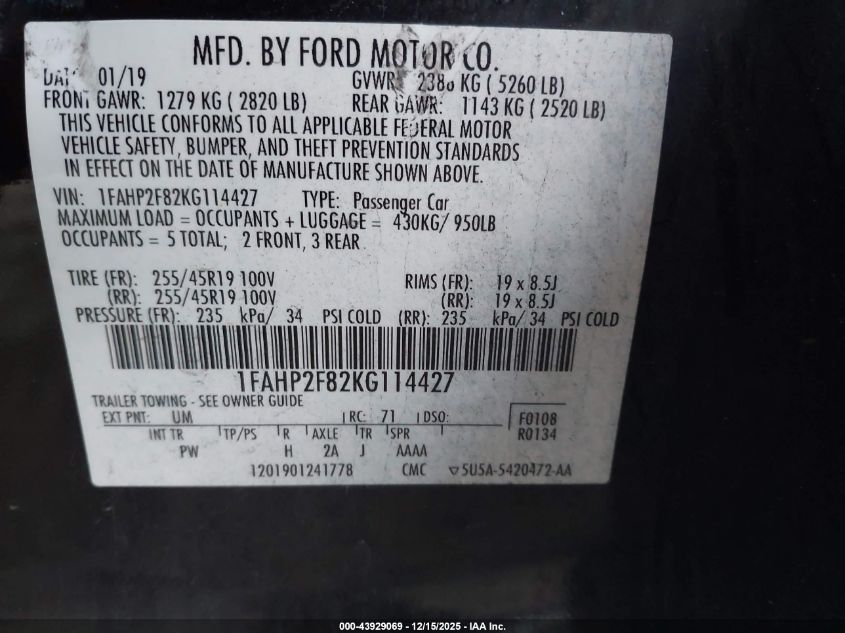 MFD. BY FORD MOTOR CO.
DAT 01/19 GVWR 2386 KG ( 5260 LB)
FRONT GAWR: 1279 KG ( 2820 LB) REAR GAWR: 1143 KG ( 2520 LB)
THIS VEHICLE CONFORMS TO ALL APPLICABLE FEDERAL MOTOR
VEHICLE SAFETY, BUMPER, AND THEFT PREVENTION STANDARDS
IN EFFECT ON THE DATE OF MANUFACTURE SHOWN ABOVE.
VIN: 1FAHP2F82KG114427 TYPE: Passenger Car
MAXIMUM LOAD = OCCUPANTS + LUGGAGE = 430KG/ 950LB
OCCUPANTS = 5 TOTAL; 2 FRONT, 3 REAR
TIRE (FR): 255/45R19 100V RIMS (FR): 19 x 8.5J
(RR): 255/45R19 100V (RR): 19 x 8.5J
PRESSURE (FR): 235 kPa/ 34 PSI COLD (RR): 235 kPa/ 34 PSI COLD
1FAHP2F82KG114427
TRAILER TOWING - SEE OWNER GUIDE
EXT PNT: UM RC: 71 DSO: F0108
INT TR TP/PS R AXLE TR SPR R0134
PW H 2A J AAAA
1201901241778 CMC 5U5A-5420472-AA
000-43929069 - 12/15/2025 - IAA Inc.